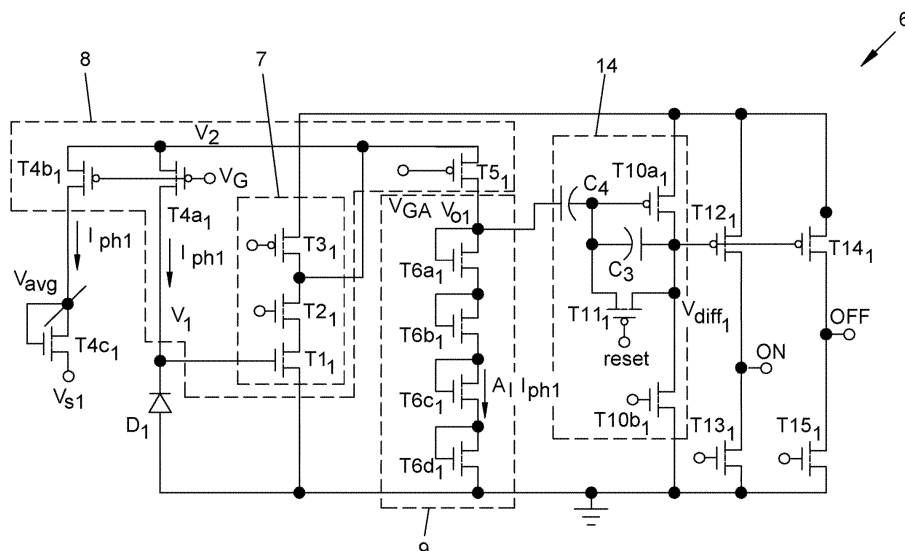 6
8
7
14
V2
T4b1
VG
T4a1
T51
VGA
Vo1
C4
T10a1
T121
T141
Iph1
Iph1
T31
T6a1
C3
Vavg
V1
T21
T6b1
T111
Vdiff1
OFF
T4c1
T11
reset
ON
Vs1
T6c1
A1 Iph1
D1
T10b1
T131
T151
T6d1
9